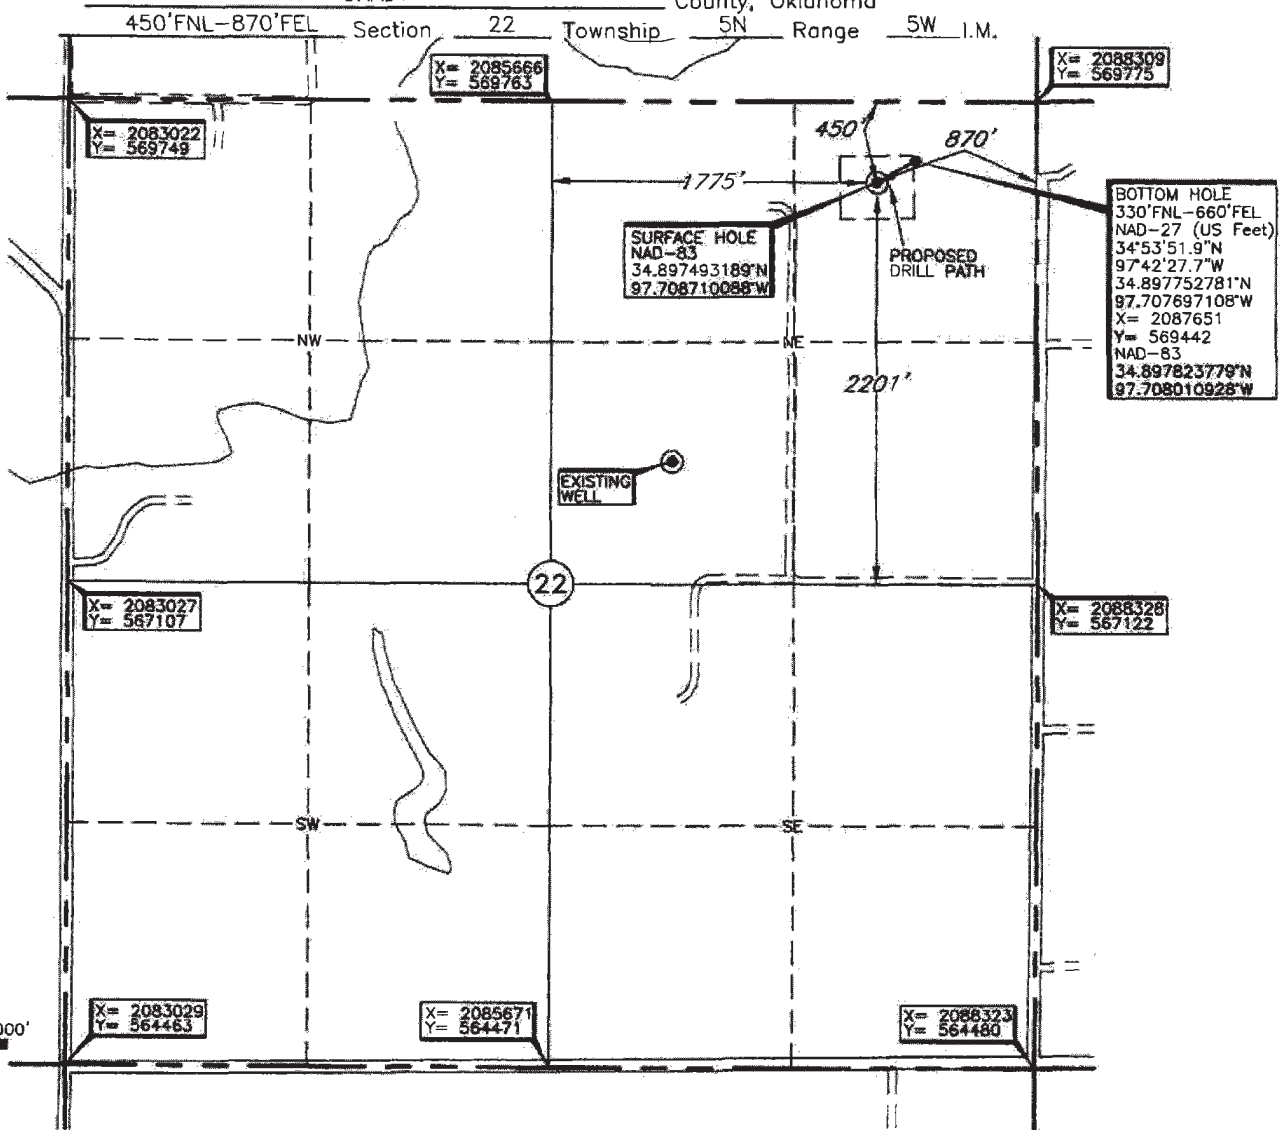 County, Oklahoma
450'FNL-870'FEL Section 22 Township 5N Range 5W I.M.
X= 2085666
Y= 569763
X= 2088309
Y= 569775
X= 2083022
Y= 569749
450'
870'
1775'
BOTTOM HOLE
330'FNL-660'FEL
NAD-27 (US Feet)
34°53'51.9"N
97°42'27.7"W
34.897752781°N
97.707697108°W
X= 2087651
Y= 569442
NAD-83
34.897823779°N
97.708010928°W
SURFACE HOLE
NAD-83
34.897493189°N
97.708710088°W
PROPOSED
DRILL PATH
NW
NE
2201'
EXISTING
WELL
22
X= 2083027
Y= 567107
X= 2088328
Y= 567122
SW
SE
X= 2083029
Y= 564463
X= 2085671
Y= 564471
X= 2088323
Y= 564480
000'